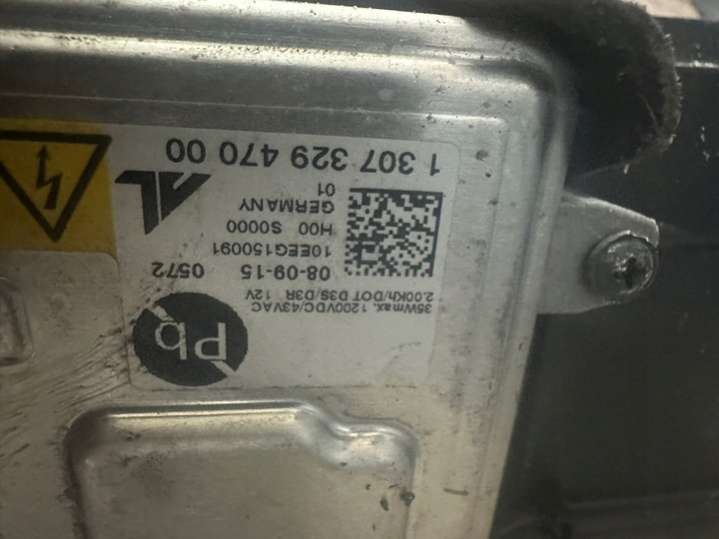 35Wmax. 1200VDC/43VAC
2.00Kh/DOT D3S/D3R 12V
08-09-15 0572
10EEG150091
H00 S0000
GERMANY
01
AL
1 307 329 470 00
Pb